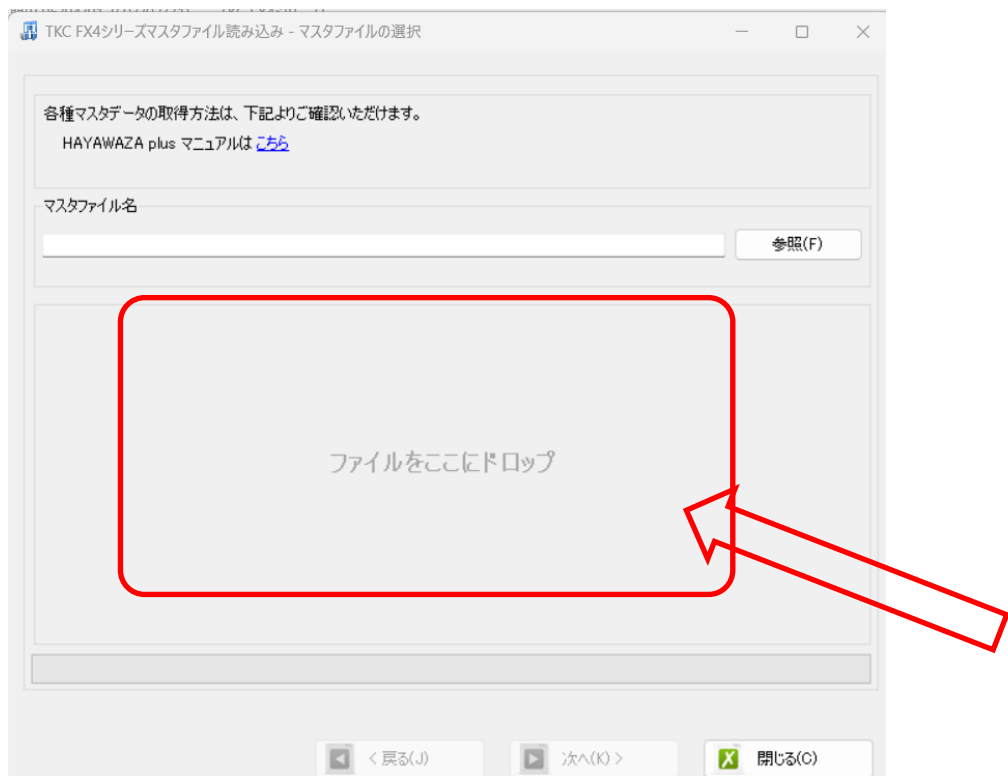 TKC FX4シリーズマスタファイル読み込み - マスタファイルの選択
各種マスタデータの取得方法は、下記よりご確認いただけます。
HAYAWAZA plus マニュアルは こちら
マスタファイル名
参照(F)
ファイルをここにドロップ
< 戻る(J)
次へ(K) >
閉じる(C)